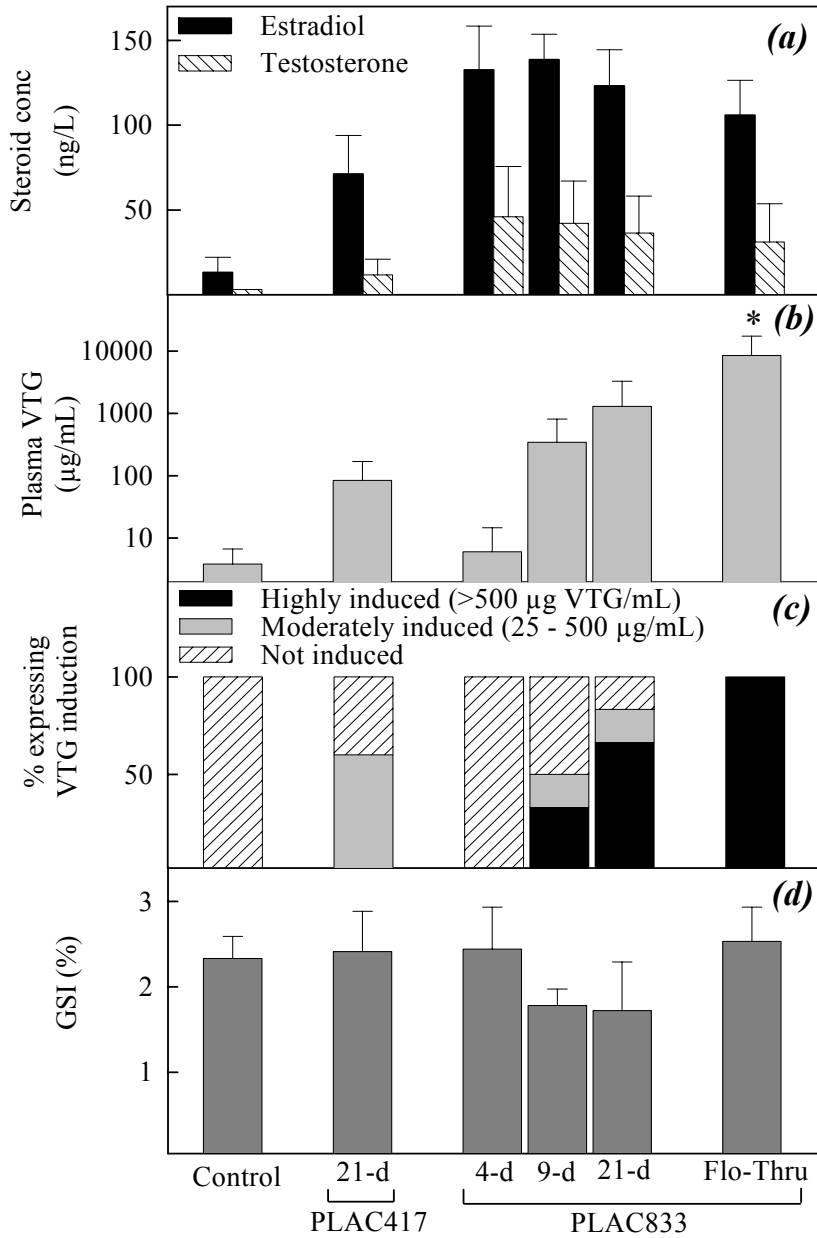 Estradiol
Testosterone
(a)
Steroid conc
(ng/L)
150
100
50
* (b)
Plasma VTG
(µg/mL)
10000
1000
100
10
Highly induced (>500 µg VTG/mL)
Moderately induced (25 - 500 µg/mL)
Not induced
(c)
% expressing
VTG induction
100
50
(d)
GSI (%)
3
2
1
Control 21-d 4-d 9-d 21-d Flo-Thru
PLAC417 PLAC833